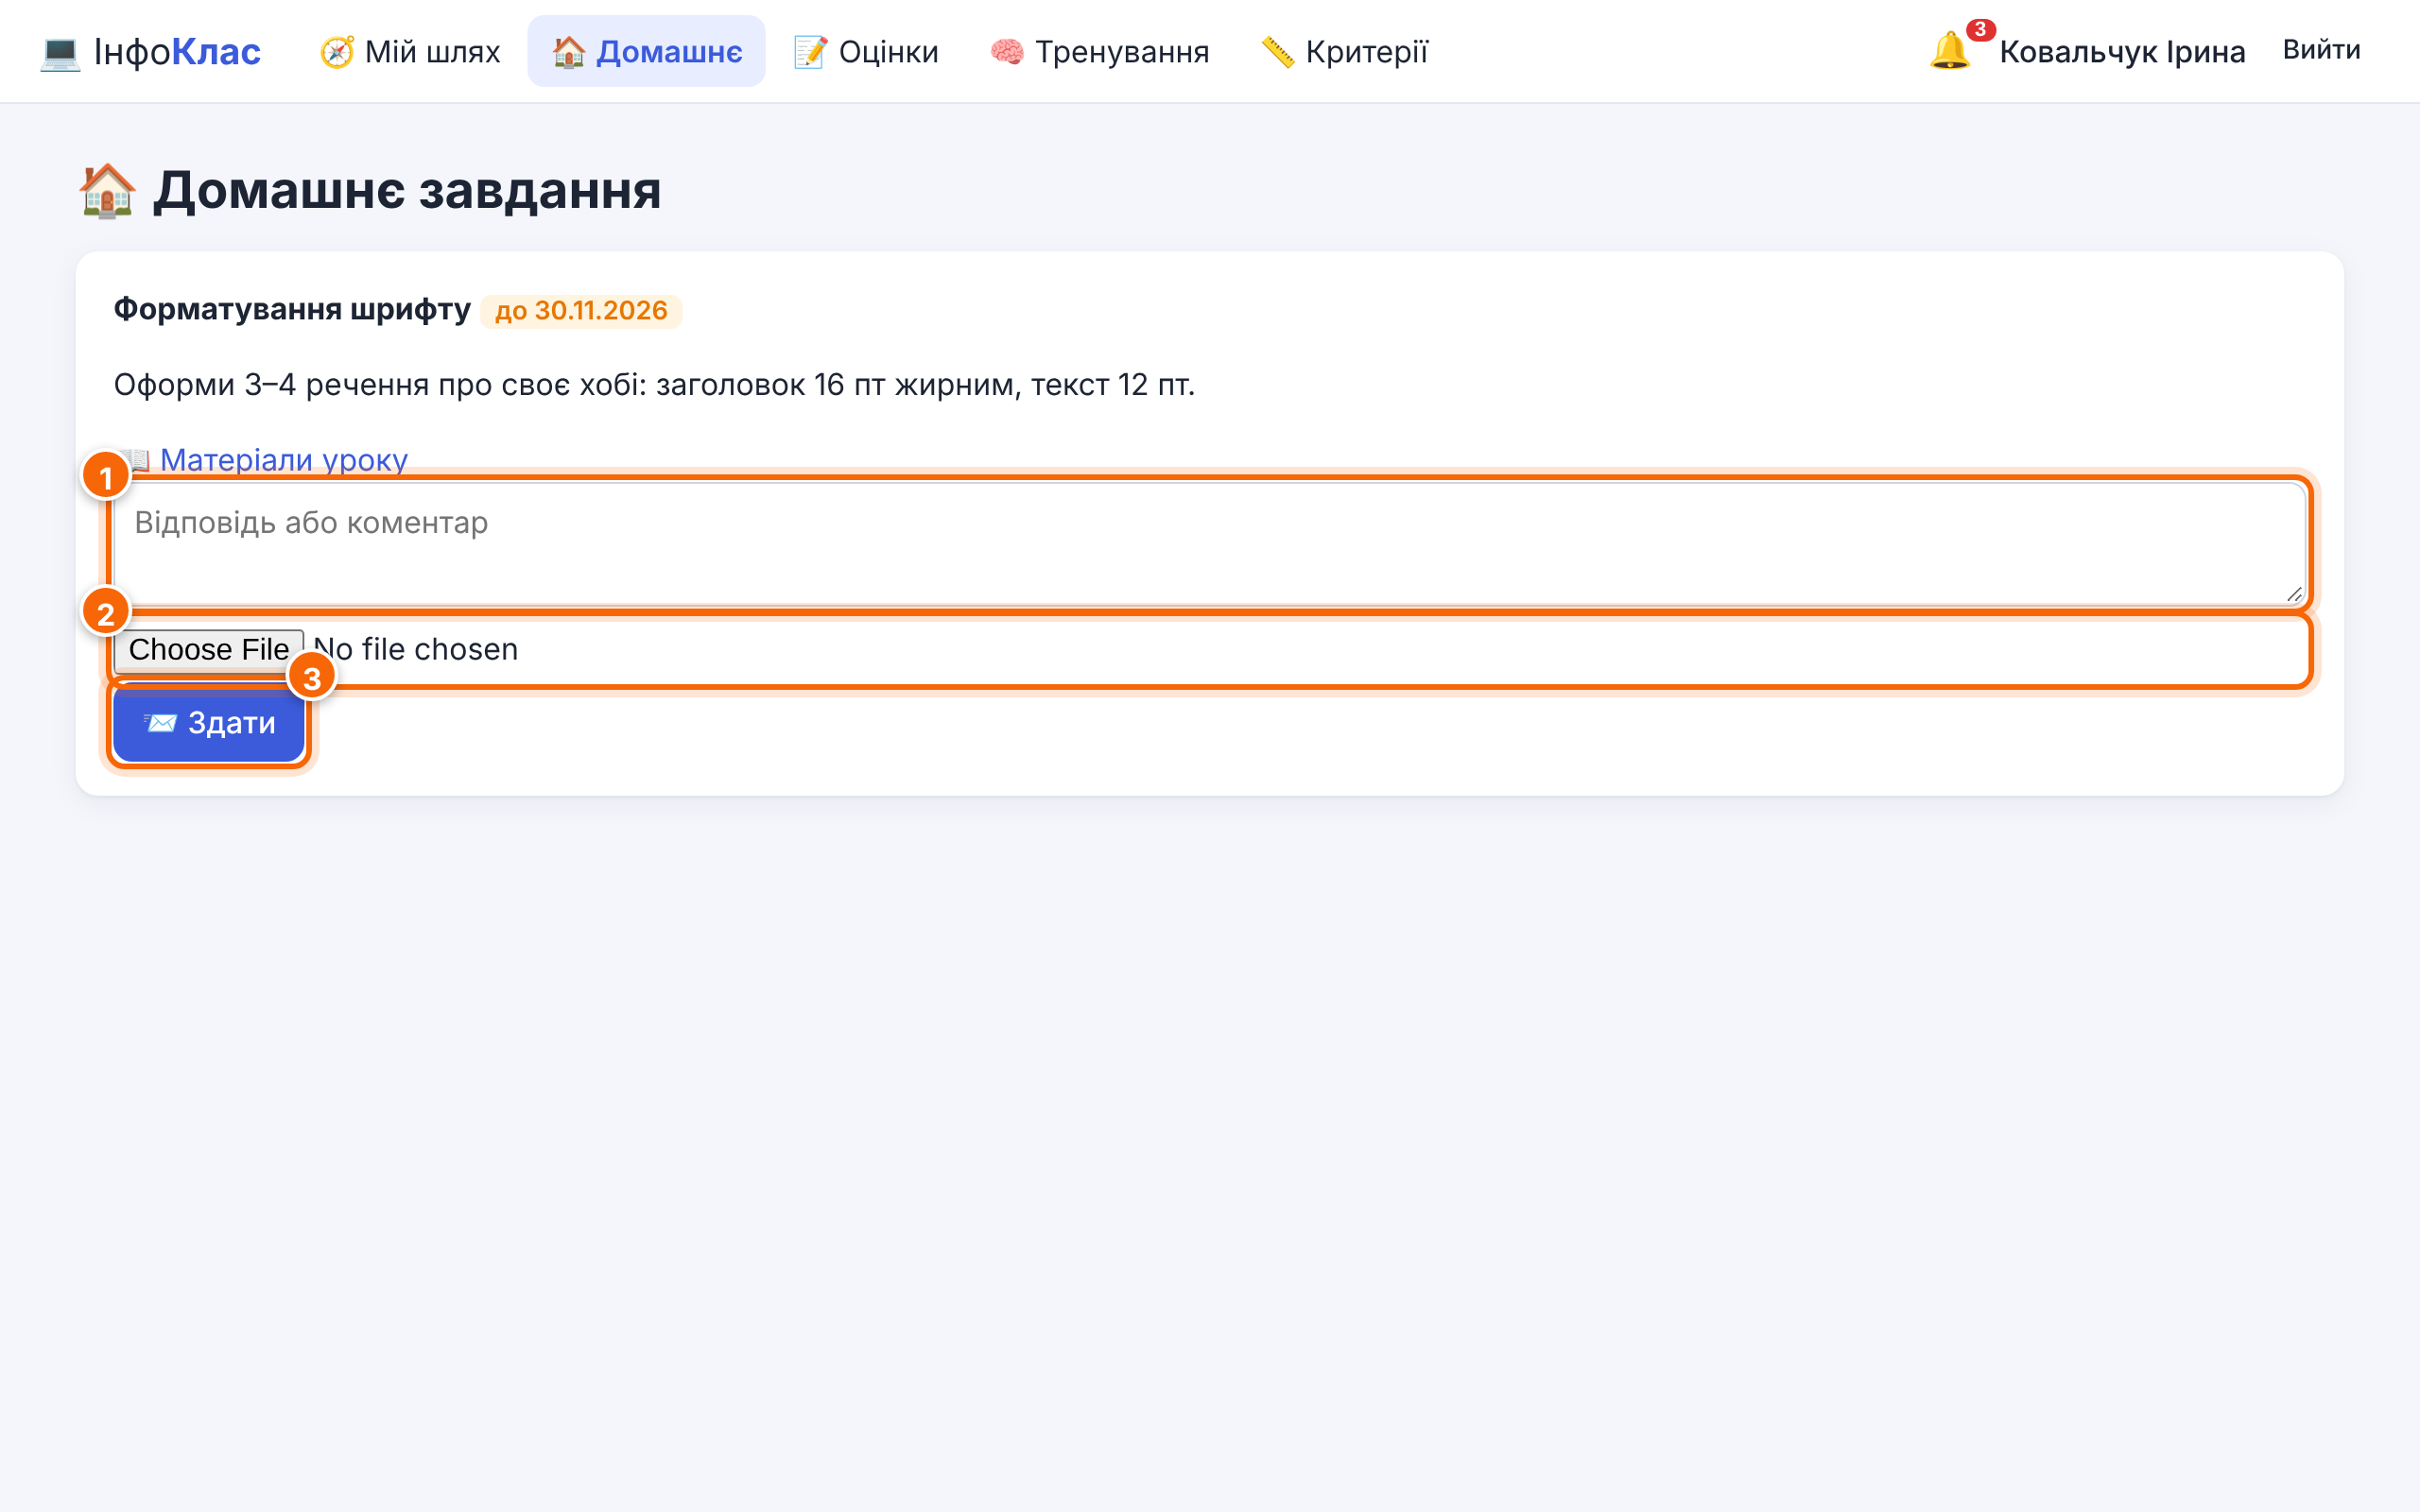 ІнфоКлас Мій шлях Домашнє Оцінки Тренування Критерії 3 Ковальчук Ірина Вийти
Домашнє завдання
Форматування шрифту до 30.11.2026
Оформи 3–4 речення про своє хобі: заголовок 16 пт жирним, текст 12 пт.
Матеріали уроку
1
Відповідь або коментар
2
Choose File No file chosen
3
Здати